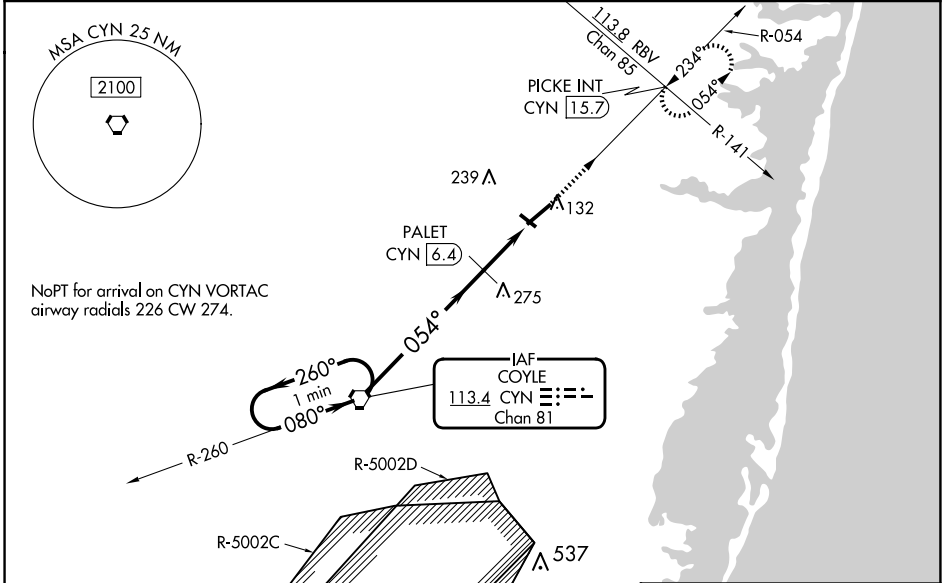 MSA CYN 25 NM
2100
113.8 RBV
Chan 85
R-054
234°
054°
PICKE INT
CYN 15.7
R-141
239
132
PALET
CYN 6.4
275
NoPT for arrival on CYN VORTAC
airway radials 226 CW 274.
054°
260°
1 min
080°
IAF
COYLE
113.4 CYN
Chan 81
R-260
R-5002D
R-5002C
537